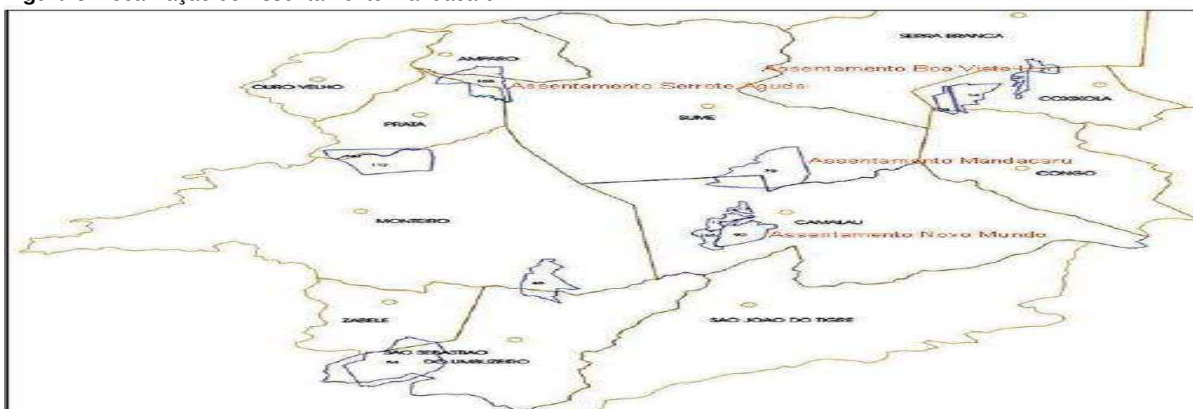 SERRA BRANCA
AMPARO
Assentamento Boa Vista
OURO VELHO
Assentamento Serrote Agudo
COXIXOLA
SUME
PRATA
Assentamento Mandacaru
CONGO
MONTEIRO
CAMALAU
Assentamento Novo Mundo
ZABELE
SAO JOAO DO TIGRE
SAO SEBASTIAO
DO UMBUZEIRO